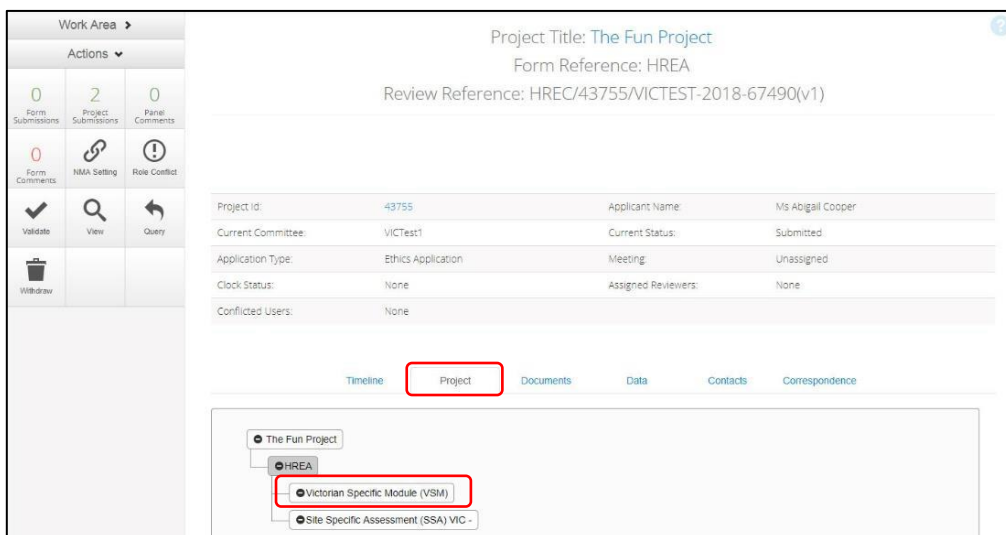 Work Area
Actions
0 2 0
Form Submissions Project Submissions Panel Comments
0
Form Comments NMA Setting Role Conflict
Validate View Query
Withdraw
?
Project Title: The Fun Project
Form Reference: HREA
Review Reference: HREC/43755/VICTEST-2018-67490(v1)
Project Id: 43755 Applicant Name: Ms Abigail Cooper
Current Committee: VICTest1 Current Status: Submitted
Application Type: Ethics Application Meeting: Unassigned
Clock Status: None Assigned Reviewers: None
Conflicted Users: None
Timeline Project Documents Data Contacts Correspondence
The Fun Project
HREA
Victorian Specific Module (VSM)
Site Specific Assessment (SSA) VIC -